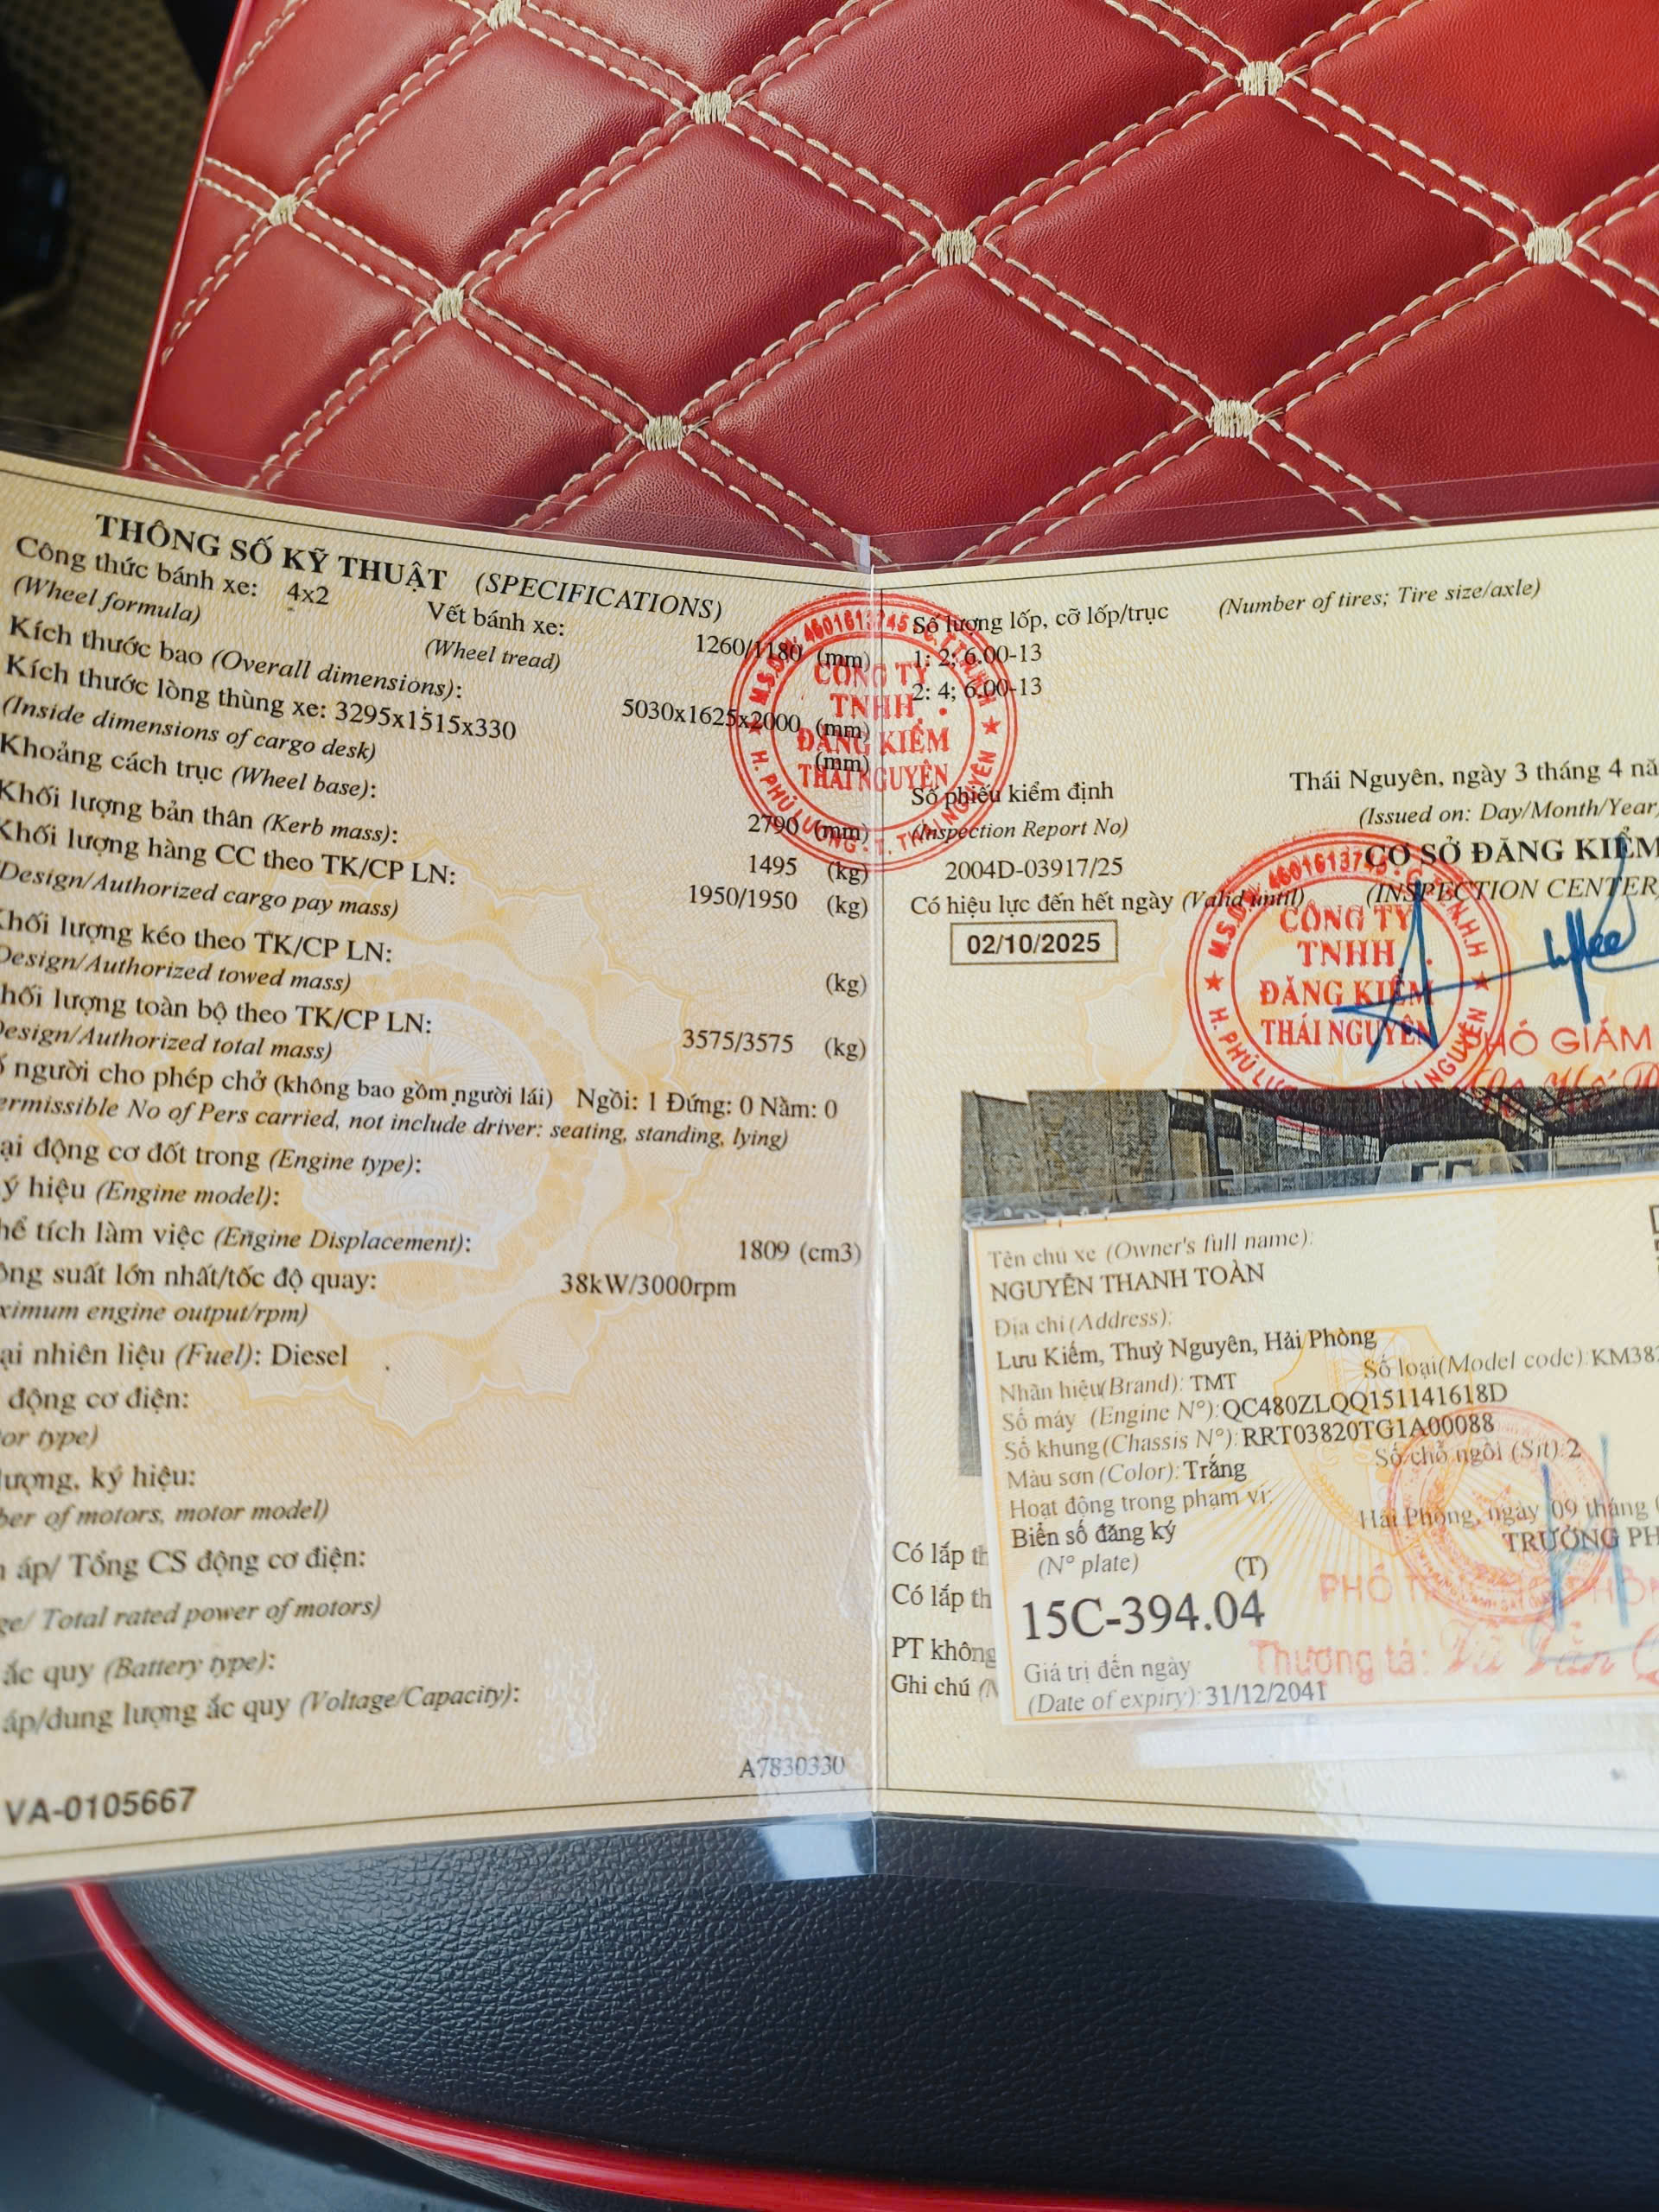 THÔNG SỐ KỸ THUẬT (SPECIFICATIONS)
Công thức bánh xe: 4x2
(Wheel formula)
Vết bánh xe: 1260/1180 (mm)
(Wheel tread)
Kích thước bao (Overall dimensions): 5030x1625x2000 (mm)
Kích thước lòng thùng xe: 3295x1515x330 (mm)
(Inside dimensions of cargo desk)
Khoảng cách trục (Wheel base): 2790 (mm)
Khối lượng bản thân (Kerb mass): 1495 (kg)
Khối lượng hàng CC theo TK/CP LN: 1950/1950 (kg)
Design/Authorized cargo pay mass)
Khối lượng kéo theo TK/CP LN: (kg)
Design/Authorized towed mass)
hối lượng toàn bộ theo TK/CP LN: 3575/3575 (kg)
Design/Authorized total mass)
ố người cho phép chở (không bao gồm người lái) Ngồi: 1 Đứng: 0 Nằm: 0
ermissible No of Pers carried, not include driver: seating, standing, lying)
ại động cơ đốt trong (Engine type):
ý hiệu (Engine model):
hể tích làm việc (Engine Displacement): 1809 (cm3)
ông suất lớn nhất/tốc độ quay: 38kW/3000rpm
ximum engine output/rpm)
ại nhiên liệu (Fuel): Diesel
động cơ điện:
or type)
lượng, ký hiệu:
ber of motors, motor model)
n áp/ Tổng CS động cơ điện:
ge/ Total rated power of motors)
ắc quy (Battery type):
áp/dung lượng ắc quy (Voltage/Capacity):
A7830330
VA-0105667
Số lượng lốp, cỡ lốp/trục (Number of tires; Tire size/axle)
1: 2; 6.00-13
2: 4; 6.00-13
M.S.D.N: 4601613745 - C.T.T.N.H.H
CÔNG TY
TNHH
ĐĂNG KIỂM
THÁI NGUYÊN
H. PHÚ LƯƠNG - T. THÁI NGUYÊN
Thái Nguyên, ngày 3 tháng 4 nă
(Issued on: Day/Month/Year
Số phiếu kiểm định
(Inspection Report No)
2004D-03917/25
CƠ SỞ ĐĂNG KIỂM
(INSPECTION CENTER
Có hiệu lực đến hết ngày (Valid until)
02/10/2025
CÔNG TY
TNHH
ĐĂNG KIỂM
THÁI NGUYÊN
PHÓ GIÁM
Tên chủ xe (Owner's full name):
NGUYỄN THANH TOÀN
Địa chỉ (Address):
Lưu Kiếm, Thuỷ Nguyên, Hải Phòng
Nhãn hiệu(Brand): TMT
Số loại(Model code): KM382
Số máy (Engine N°): QC480ZLQQ151141618D
Số khung (Chassis N°): RRT03820TG1A00088
Màu sơn (Color): Trắng
Số chỗ ngồi (Sit): 2
Hoạt động trong phạm vi:
Hải Phòng, ngày 09 tháng
Biển số đăng ký
(N° plate) (T)
TRƯỞNG PH
15C-394.04
Thượng tá: Vũ Văn
Giá trị đến ngày
(Date of expiry): 31/12/2041
Có lắp th
Có lắp th
PT không
Ghi chú